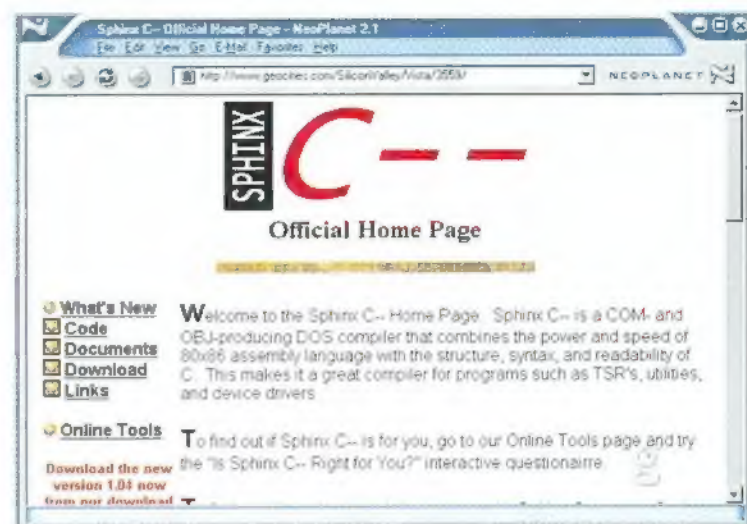 Sphinx C-- Official Home Page - NeoPlanet 2.1
File Edit View Go E-Mail Favorites Help
http://www.geocities.com/SiliconValley/Vista/3559/
NEOPLANET
SPHINX
C--
Official Home Page
What's New
Code
Documents
Download
Links
Online Tools
Download the new
version 1.04 now
from our download
Welcome to the Sphinx C-- Home Page. Sphinx C-- is a COM- and
OBJ-producing DOS compiler that combines the power and speed of
80x86 assembly language with the structure, syntax, and readability of
C. This makes it a great compiler for programs such as TSR's, utilities,
and device drivers.
To find out if Sphinx C-- is for you, go to our Online Tools page and try
the "Is Sphinx C-- Right for You?" interactive questionairre.